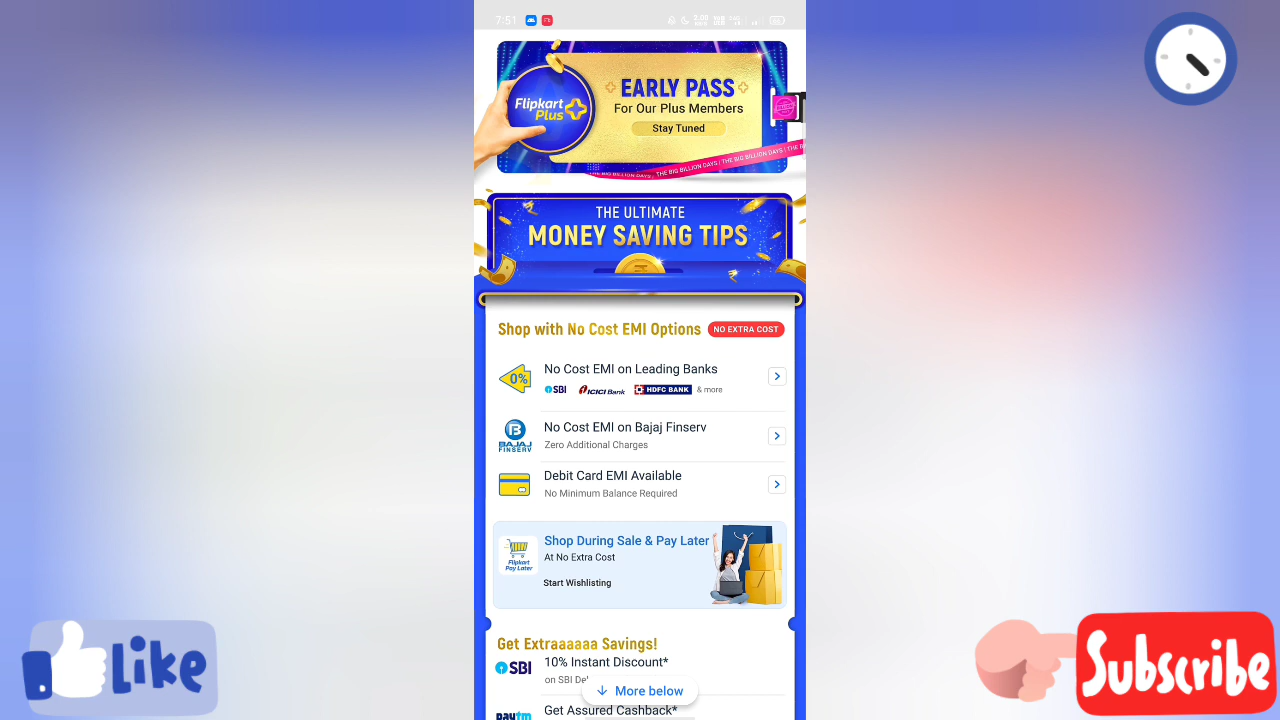 7:51
Flipkart
Plus
EARLY PASS
For Our Plus Members
Stay Tuned
BIG BILLION DAYS | THE BIG BILLION DAYS | THE BIG BILLION DAYS | THE
THE ULTIMATE
MONEY SAVING TIPS
Shop with No Cost EMI Options
NO EXTRA COST
0%
No Cost EMI on Leading Banks
SBI ICICI Bank HDFC BANK & more
BAJAJ
FINSERV
No Cost EMI on Bajaj Finserv
Zero Additional Charges
Debit Card EMI Available
No Minimum Balance Required
Flipkart
Pay Later
Shop During Sale & Pay Later
At No Extra Cost
Start Wishlisting
Get Extraaaaaa Savings!
SBI
10% Instant Discount*
on SBI
More below
paytm
Get Assured Cashback*
Like
Subscribe